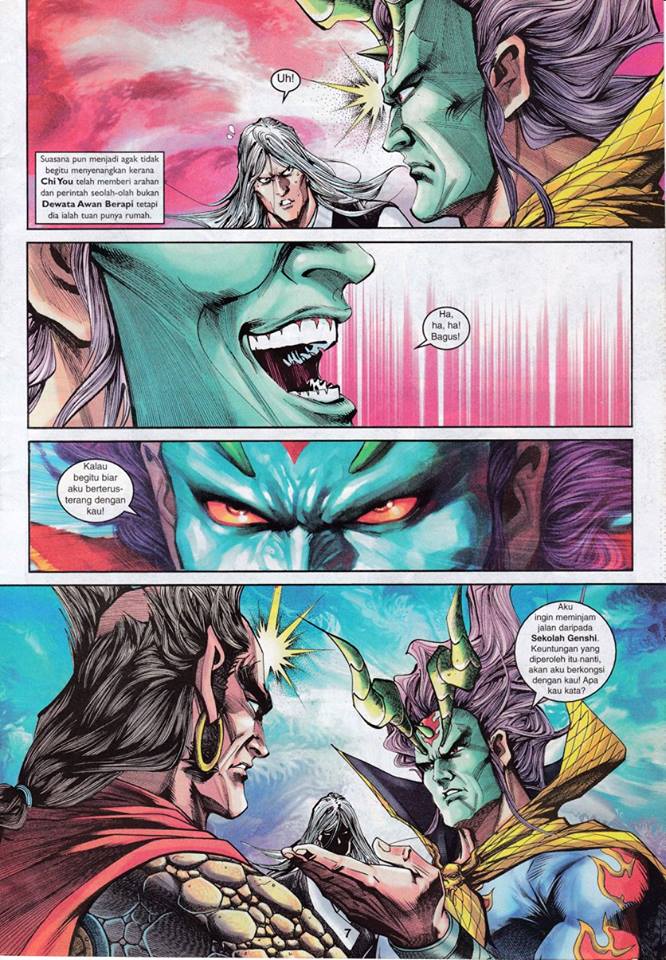 Uh!
Suasana pun menjadi agak tidak
begitu menyenangkan kerana
Chi You telah memberi arahan
dan perintah seolah-olah bukan
Dewata Awan Berapi tetapi
dia ialah tuan punya rumah.
Ha,
ha, ha!
Bagus!
Kalau
begitu biar
aku berterus-
terang dengan
kau!
Aku
ingin meminjam
jalan daripada
Sekolah Genshi.
Keuntungan yang
diperoleh itu nanti,
akan aku berkongsi
dengan kau! Apa
kau kata?
7